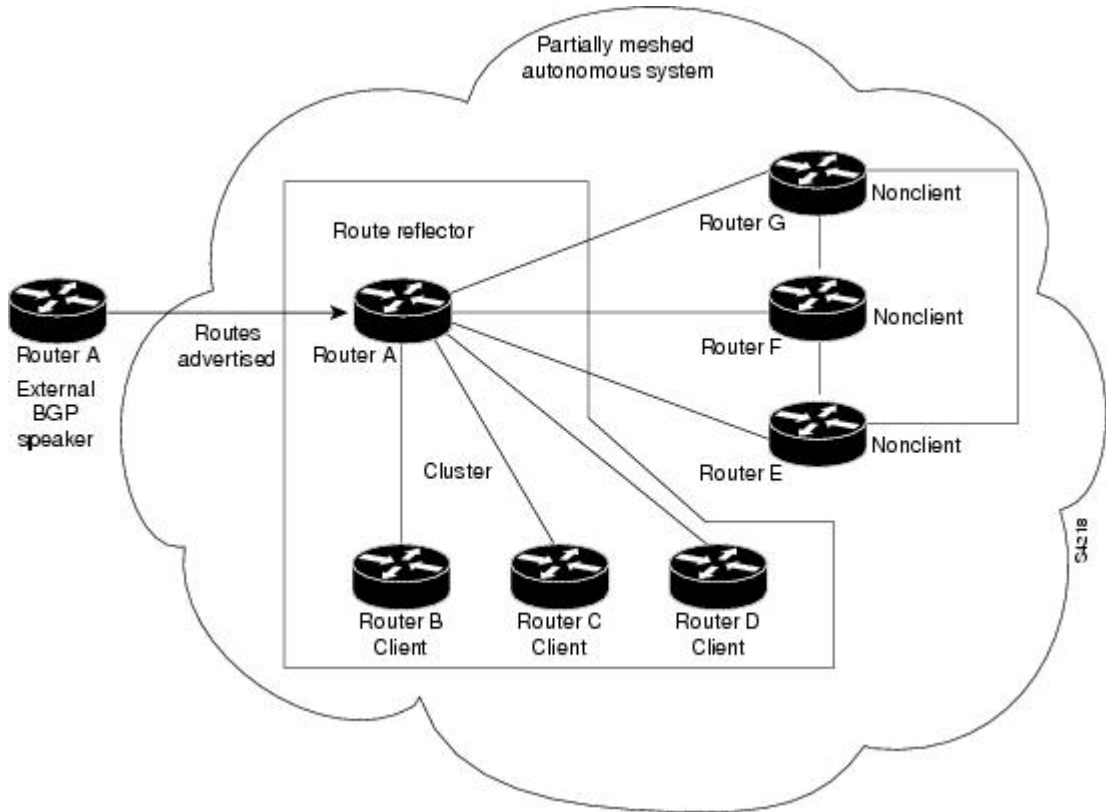 Partially meshed
autonomous system
Nonclient
Router G
Route reflector
Nonclient
Router F
Router A
Routes
advertised
Router A
External
BGP
speaker
Nonclient
Router E
Cluster
S4218
Router B
Client
Router C
Client
Router D
Client